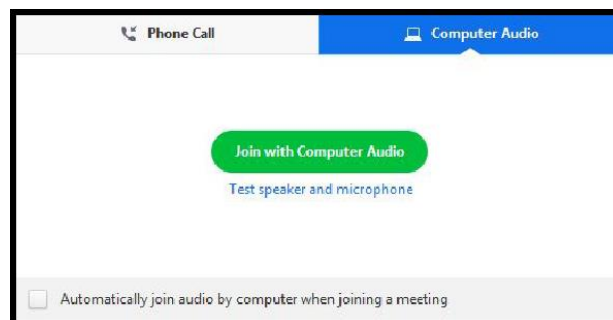 Phone Call
Computer Audio
Join with Computer Audio
Test speaker and microphone
Automatically join audio by computer when joining a meeting